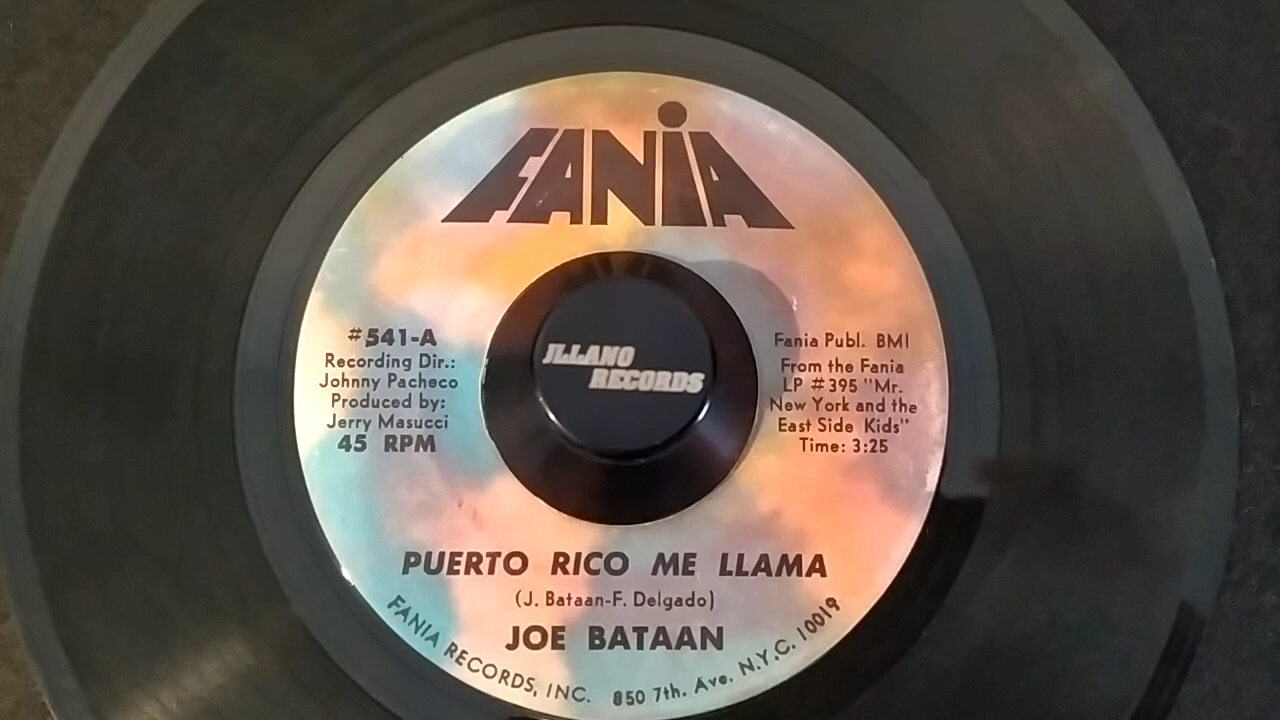 FANIA
#541-A
Recording Dir.:
Johnny Pacheco
Produced by:
Jerry Masucci
45 RPM
JLLANO
RECORDS
Fania Publ. BMI
From the Fania
LP #395 "Mr.
New York and the
East Side Kids"
Time: 3:25
PUERTO RICO ME LLAMA
(J. Bataan-F. Delgado)
JOE BATAAN
FANIA RECORDS, INC. 850 7th. Ave. N.Y.C. 10019